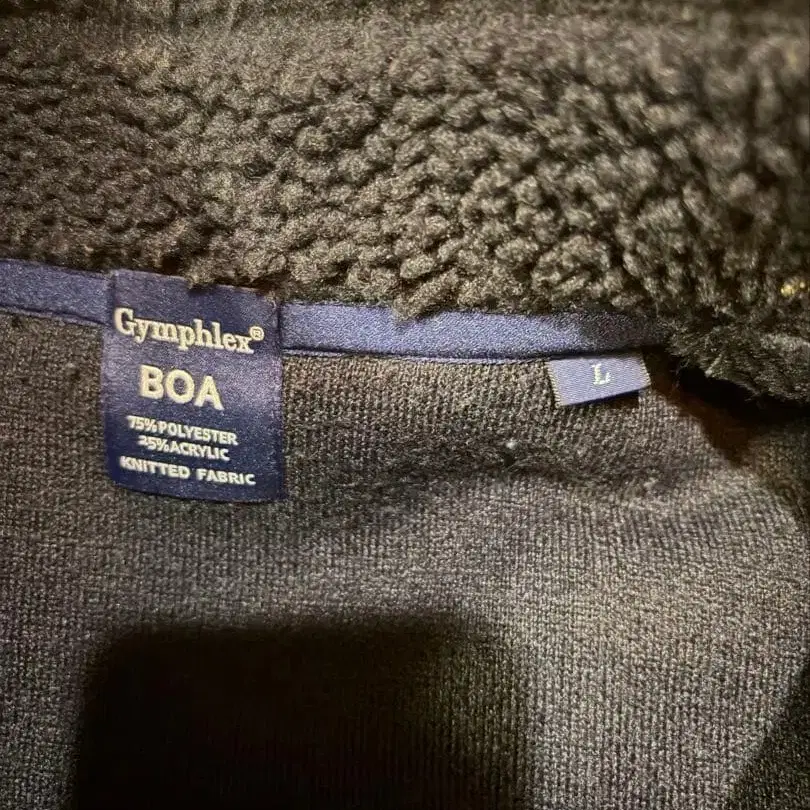 Gymphlex®
BOA
75% POLYESTER
25% ACRYLIC
KNITTED FABRIC
L